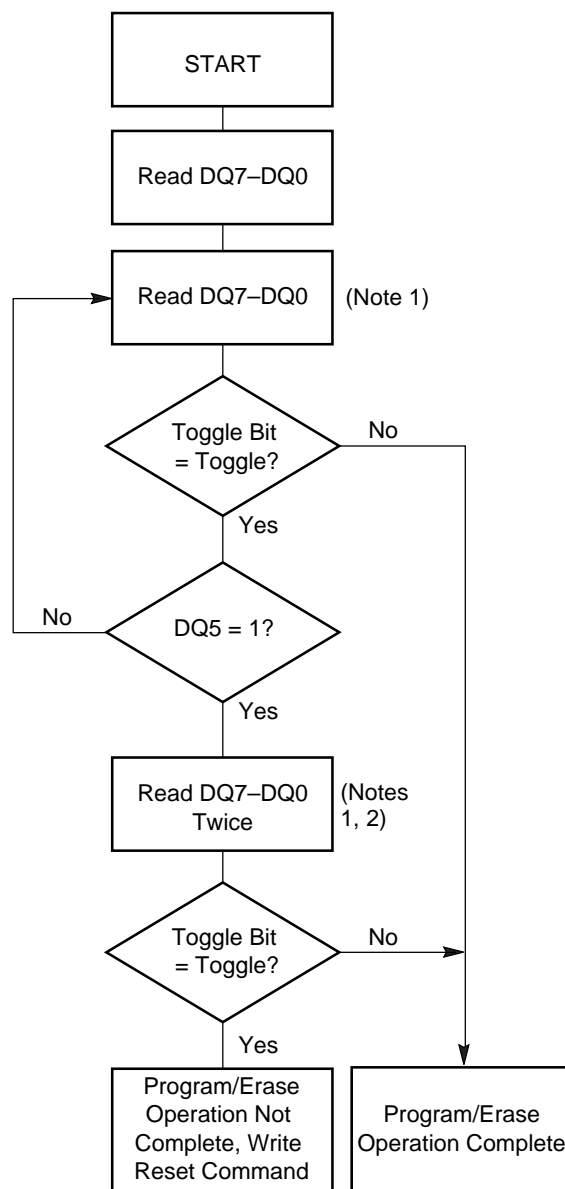 START
Read DQ7–DQ0
Read DQ7–DQ0
(Note 1)
Toggle Bit
= Toggle?
No
Yes
No
DQ5 = 1?
Yes
Read DQ7–DQ0
Twice
(Notes
1, 2)
Toggle Bit
= Toggle?
No
Yes
Program/Erase
Operation Not
Complete, Write
Reset Command
Program/Erase
Operation Complete